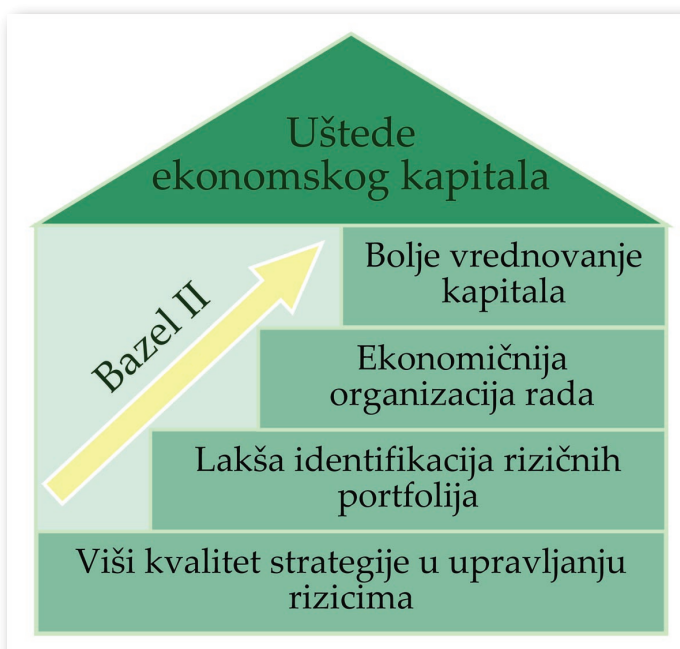 Uštede
ekonomskog kapitala
Bazel II
Bolje vrednovanje
kapitala
Ekonomičnija
organizacija rada
Lakša identifikacija rizičnih
portfolija
Viši kvalitet strategije u upravljanju
rizicima